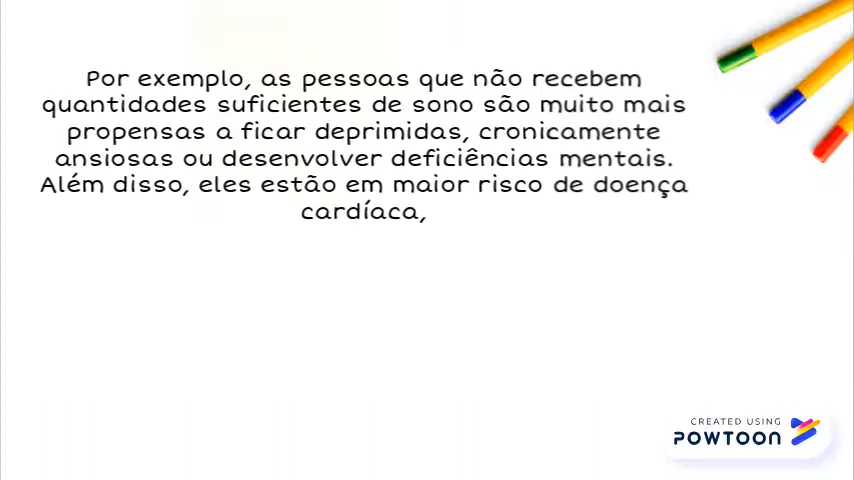 Por exemplo, as pessoas que não recebem
quantidades suficientes de sono são muito mais
propensas a ficar deprimidas, cronicamente
ansiosas ou desenvolver deficiências mentais.
Além disso, eles estão em maior risco de doença
cardíaca,
CREATED USING
POWTOON